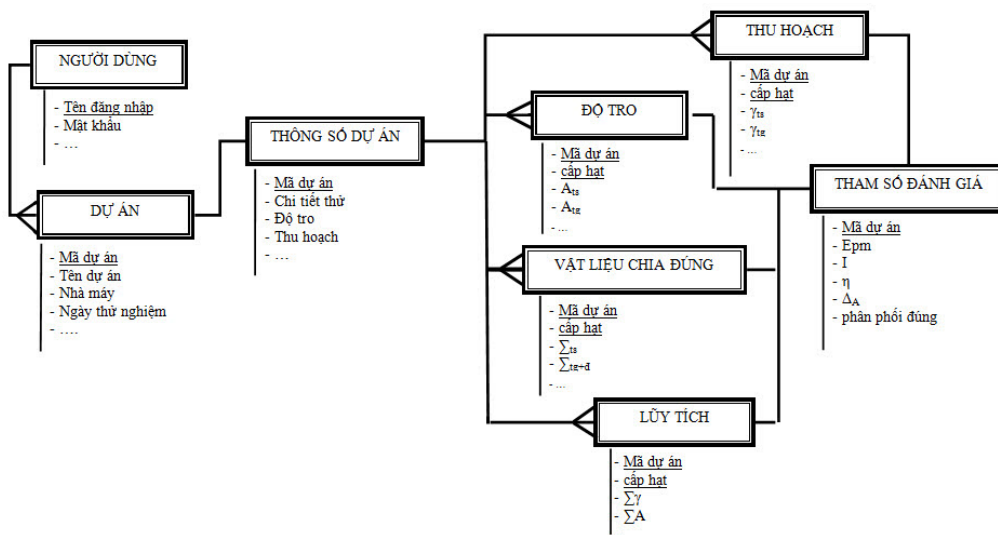 NGƯỜI DÙNG
- Tên đăng nhập
- Mật khẩu
- ...
DỰ ÁN
- Mã dự án
- Tên dự án
- Nhà máy
- Ngày thử nghiệm
- ....
THÔNG SỐ DỰ ÁN
- Mã dự án
- Chi tiết thử
- Độ tro
- Thu hoạch
- ...
THU HOẠCH
- Mã dự án
- cấp hạt
- γts
- γtg
- ...
ĐỘ TRO
- Mã dự án
- cấp hạt
- Ats
- Atg
- ...
VẬT LIỆU CHIA ĐÚNG
- Mã dự án
- cấp hạt
- ∑ts
- ∑tg+đ
- ...
LŨY TÍCH
- Mã dự án
- cấp hạt
- ∑γ
- ∑A
THAM SỐ ĐÁNH GIÁ
- Mã dự án
- Epm
- I
- η
- ΔA
- phân phối đúng